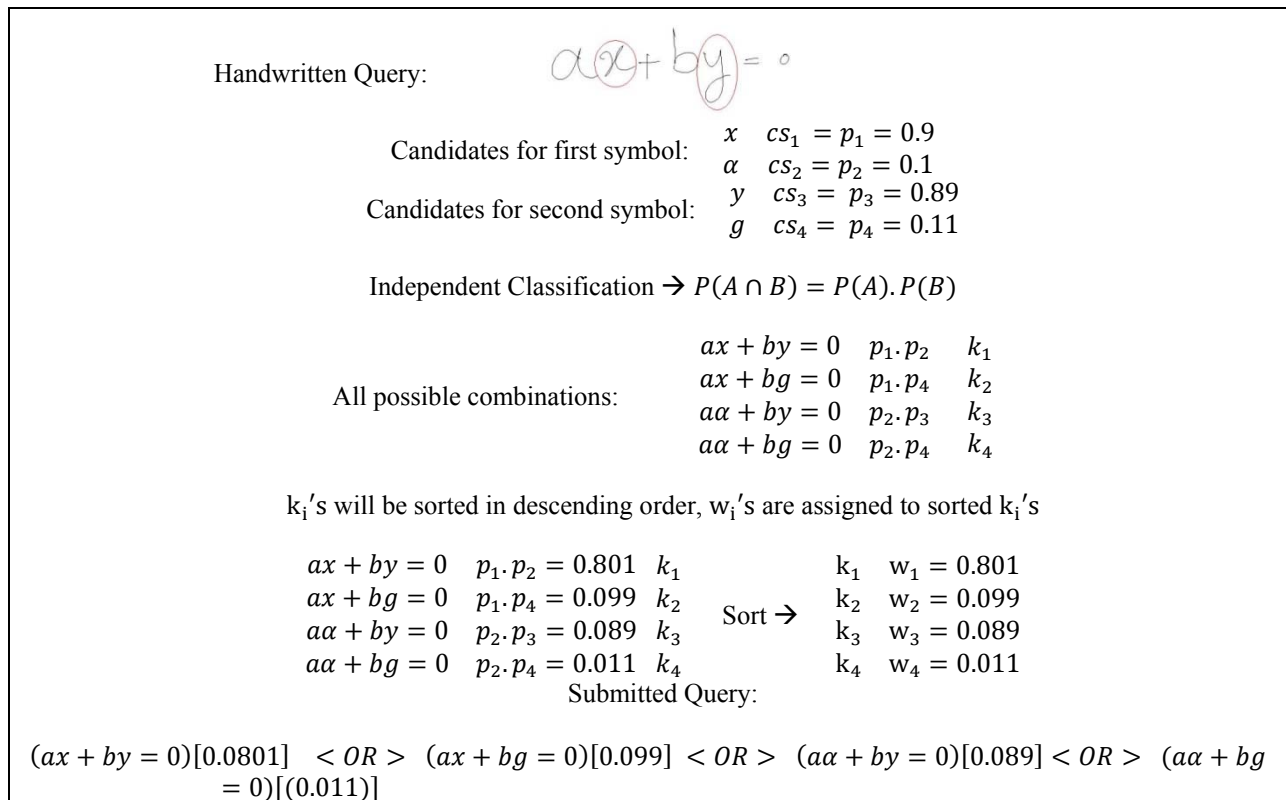 Handwritten Query: ax + by = 0
Candidates for first symbol: x cs₁ = p₁ = 0.9
α cs₂ = p₂ = 0.1
Candidates for second symbol: y cs₃ = p₃ = 0.89
g cs₄ = p₄ = 0.11
Independent Classification → P(A ∩ B) = P(A). P(B)
All possible combinations:
ax + by = 0 p₁. p₂ k₁
ax + bg = 0 p₁. p₄ k₂
aα + by = 0 p₂. p₃ k₃
aα + bg = 0 p₂. p₄ k₄
kᵢ′s will be sorted in descending order, wᵢ′s are assigned to sorted kᵢ′s
ax + by = 0 p₁. p₂ = 0.801 k₁
ax + bg = 0 p₁. p₄ = 0.099 k₂
aα + by = 0 p₂. p₃ = 0.089 k₃
aα + bg = 0 p₂. p₄ = 0.011 k₄
Sort →
k₁ w₁ = 0.801
k₂ w₂ = 0.099
k₃ w₃ = 0.089
k₄ w₄ = 0.011
Submitted Query:
(ax + by = 0)[0.0801] < OR > (ax + bg = 0)[0.099] < OR > (aα + by = 0)[0.089] < OR > (aα + bg
= 0)[(0.011)]